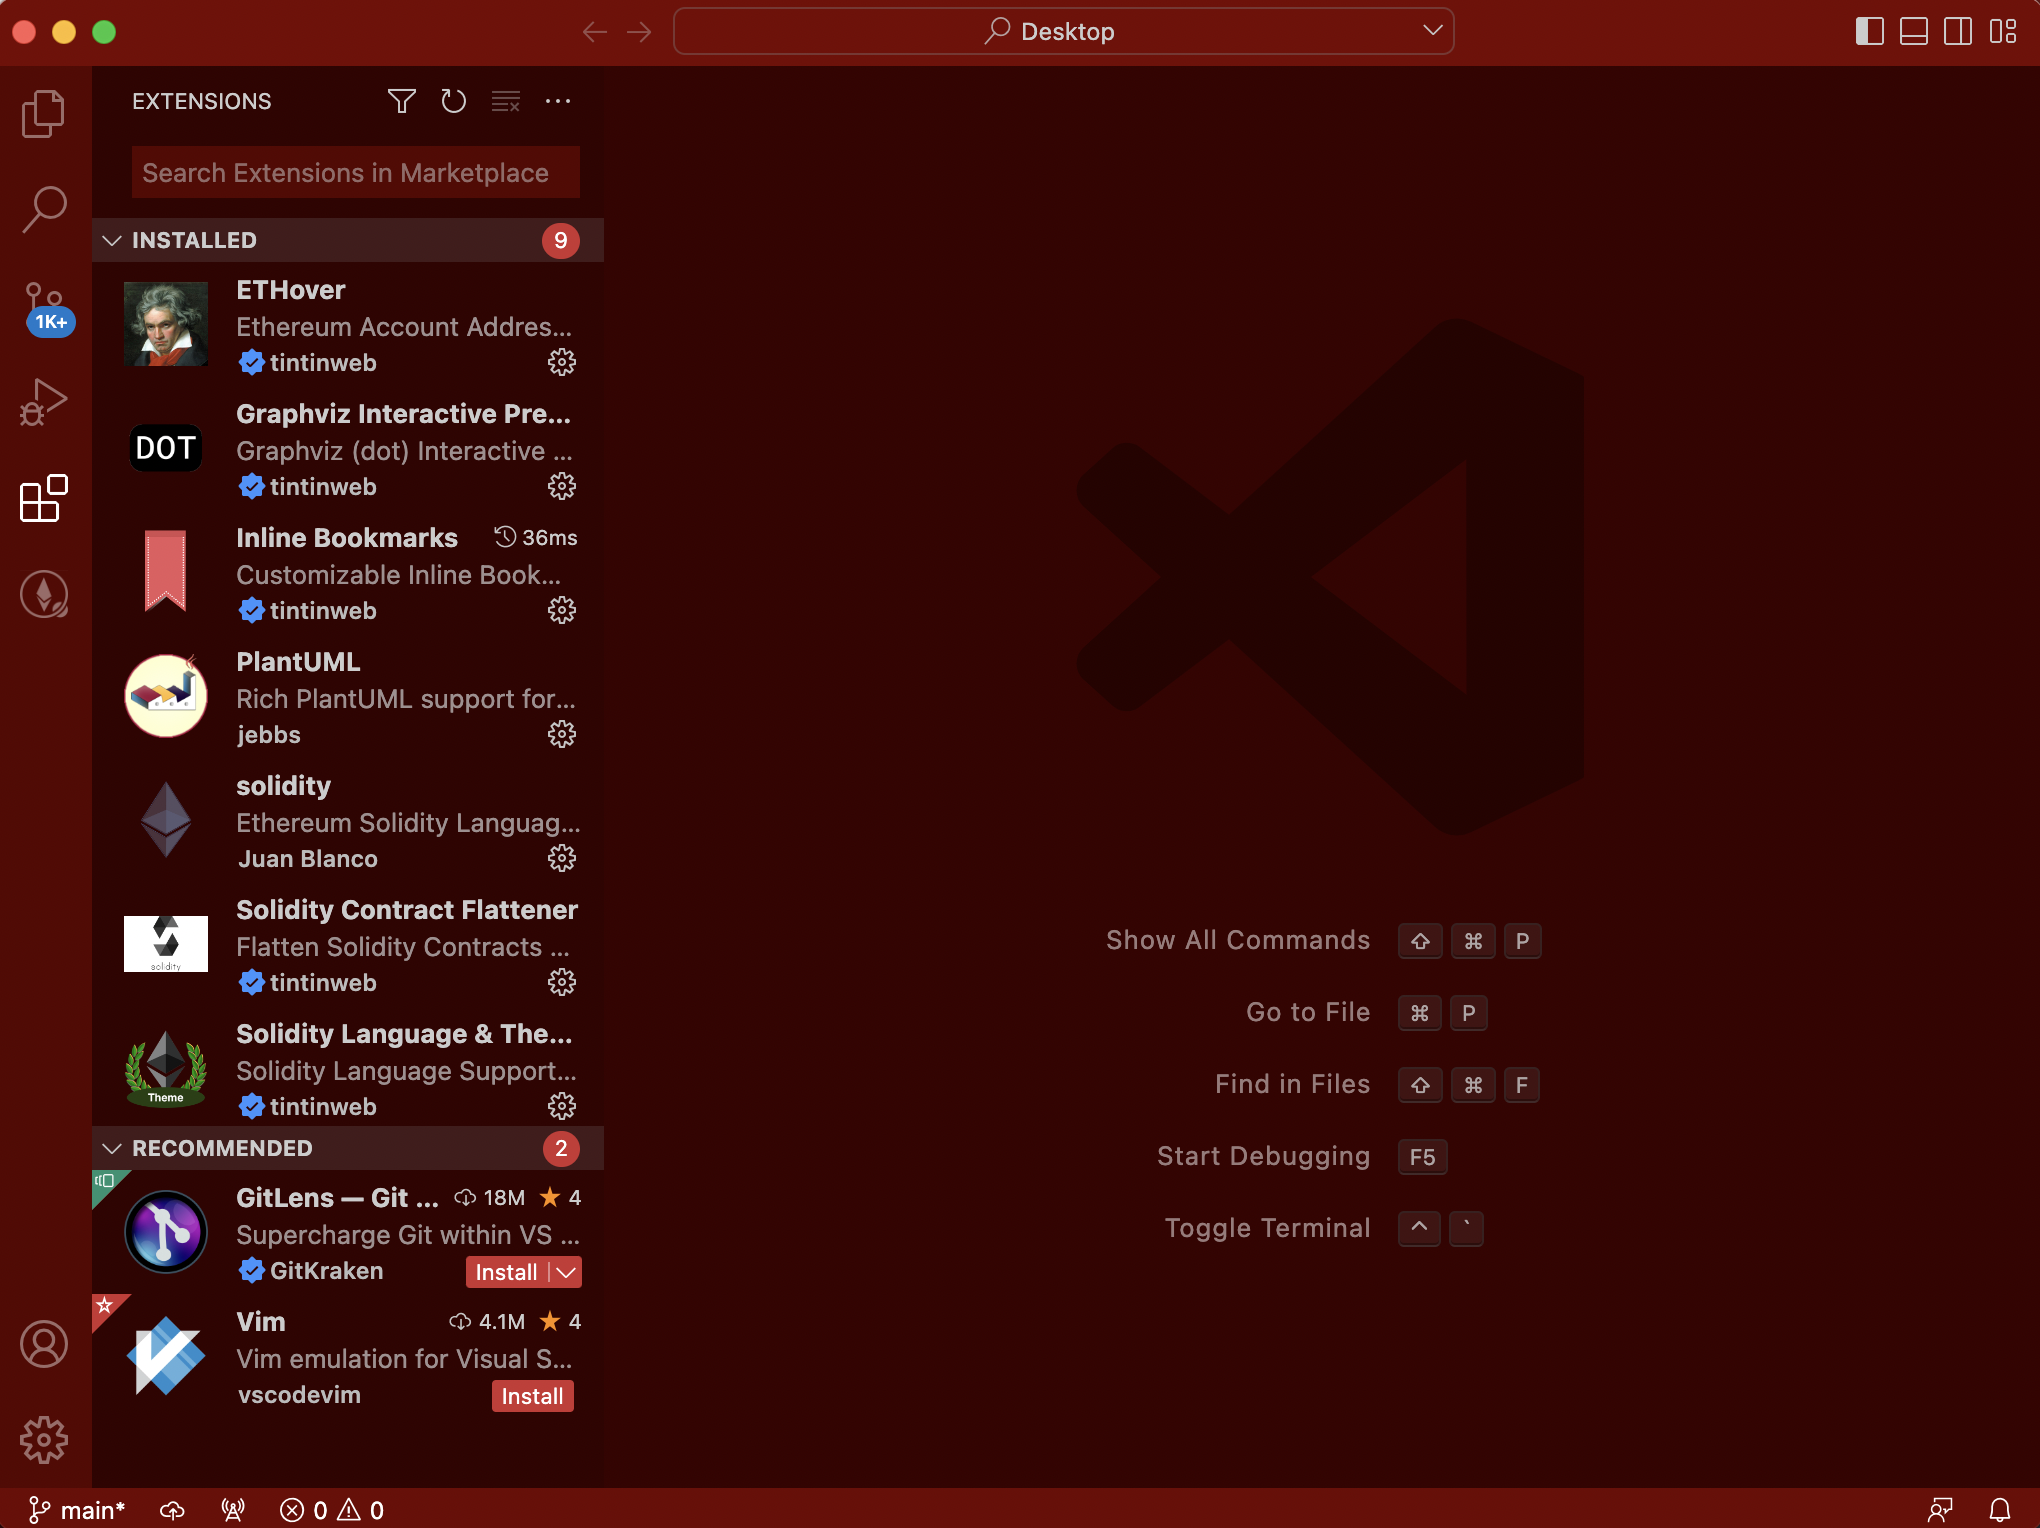 Desktop
EXTENSIONS
Search Extensions in Marketplace
INSTALLED 9
ETHover
Ethereum Account Addres...
tintinweb
DOT
Graphviz Interactive Pre...
Graphviz (dot) Interactive ...
tintinweb
Inline Bookmarks 36ms
Customizable Inline Book...
tintinweb
PlantUML
Rich PlantUML support for...
jebbs
solidity
Ethereum Solidity Languag...
Juan Blanco
solidity
Solidity Contract Flattener
Flatten Solidity Contracts ...
tintinweb
Theme
Solidity Language & The...
Solidity Language Support...
tintinweb
RECOMMENDED 2
GitLens — Git ... 18M ★ 4
Supercharge Git within VS ...
GitKraken Install
Vim 4.1M ★ 4
Vim emulation for Visual S...
vscodevim Install
1K+
Show All Commands ⇧ ⌘ P
Go to File ⌘ P
Find in Files ⇧ ⌘ F
Start Debugging F5
Toggle Terminal ^ `
main* 0 0